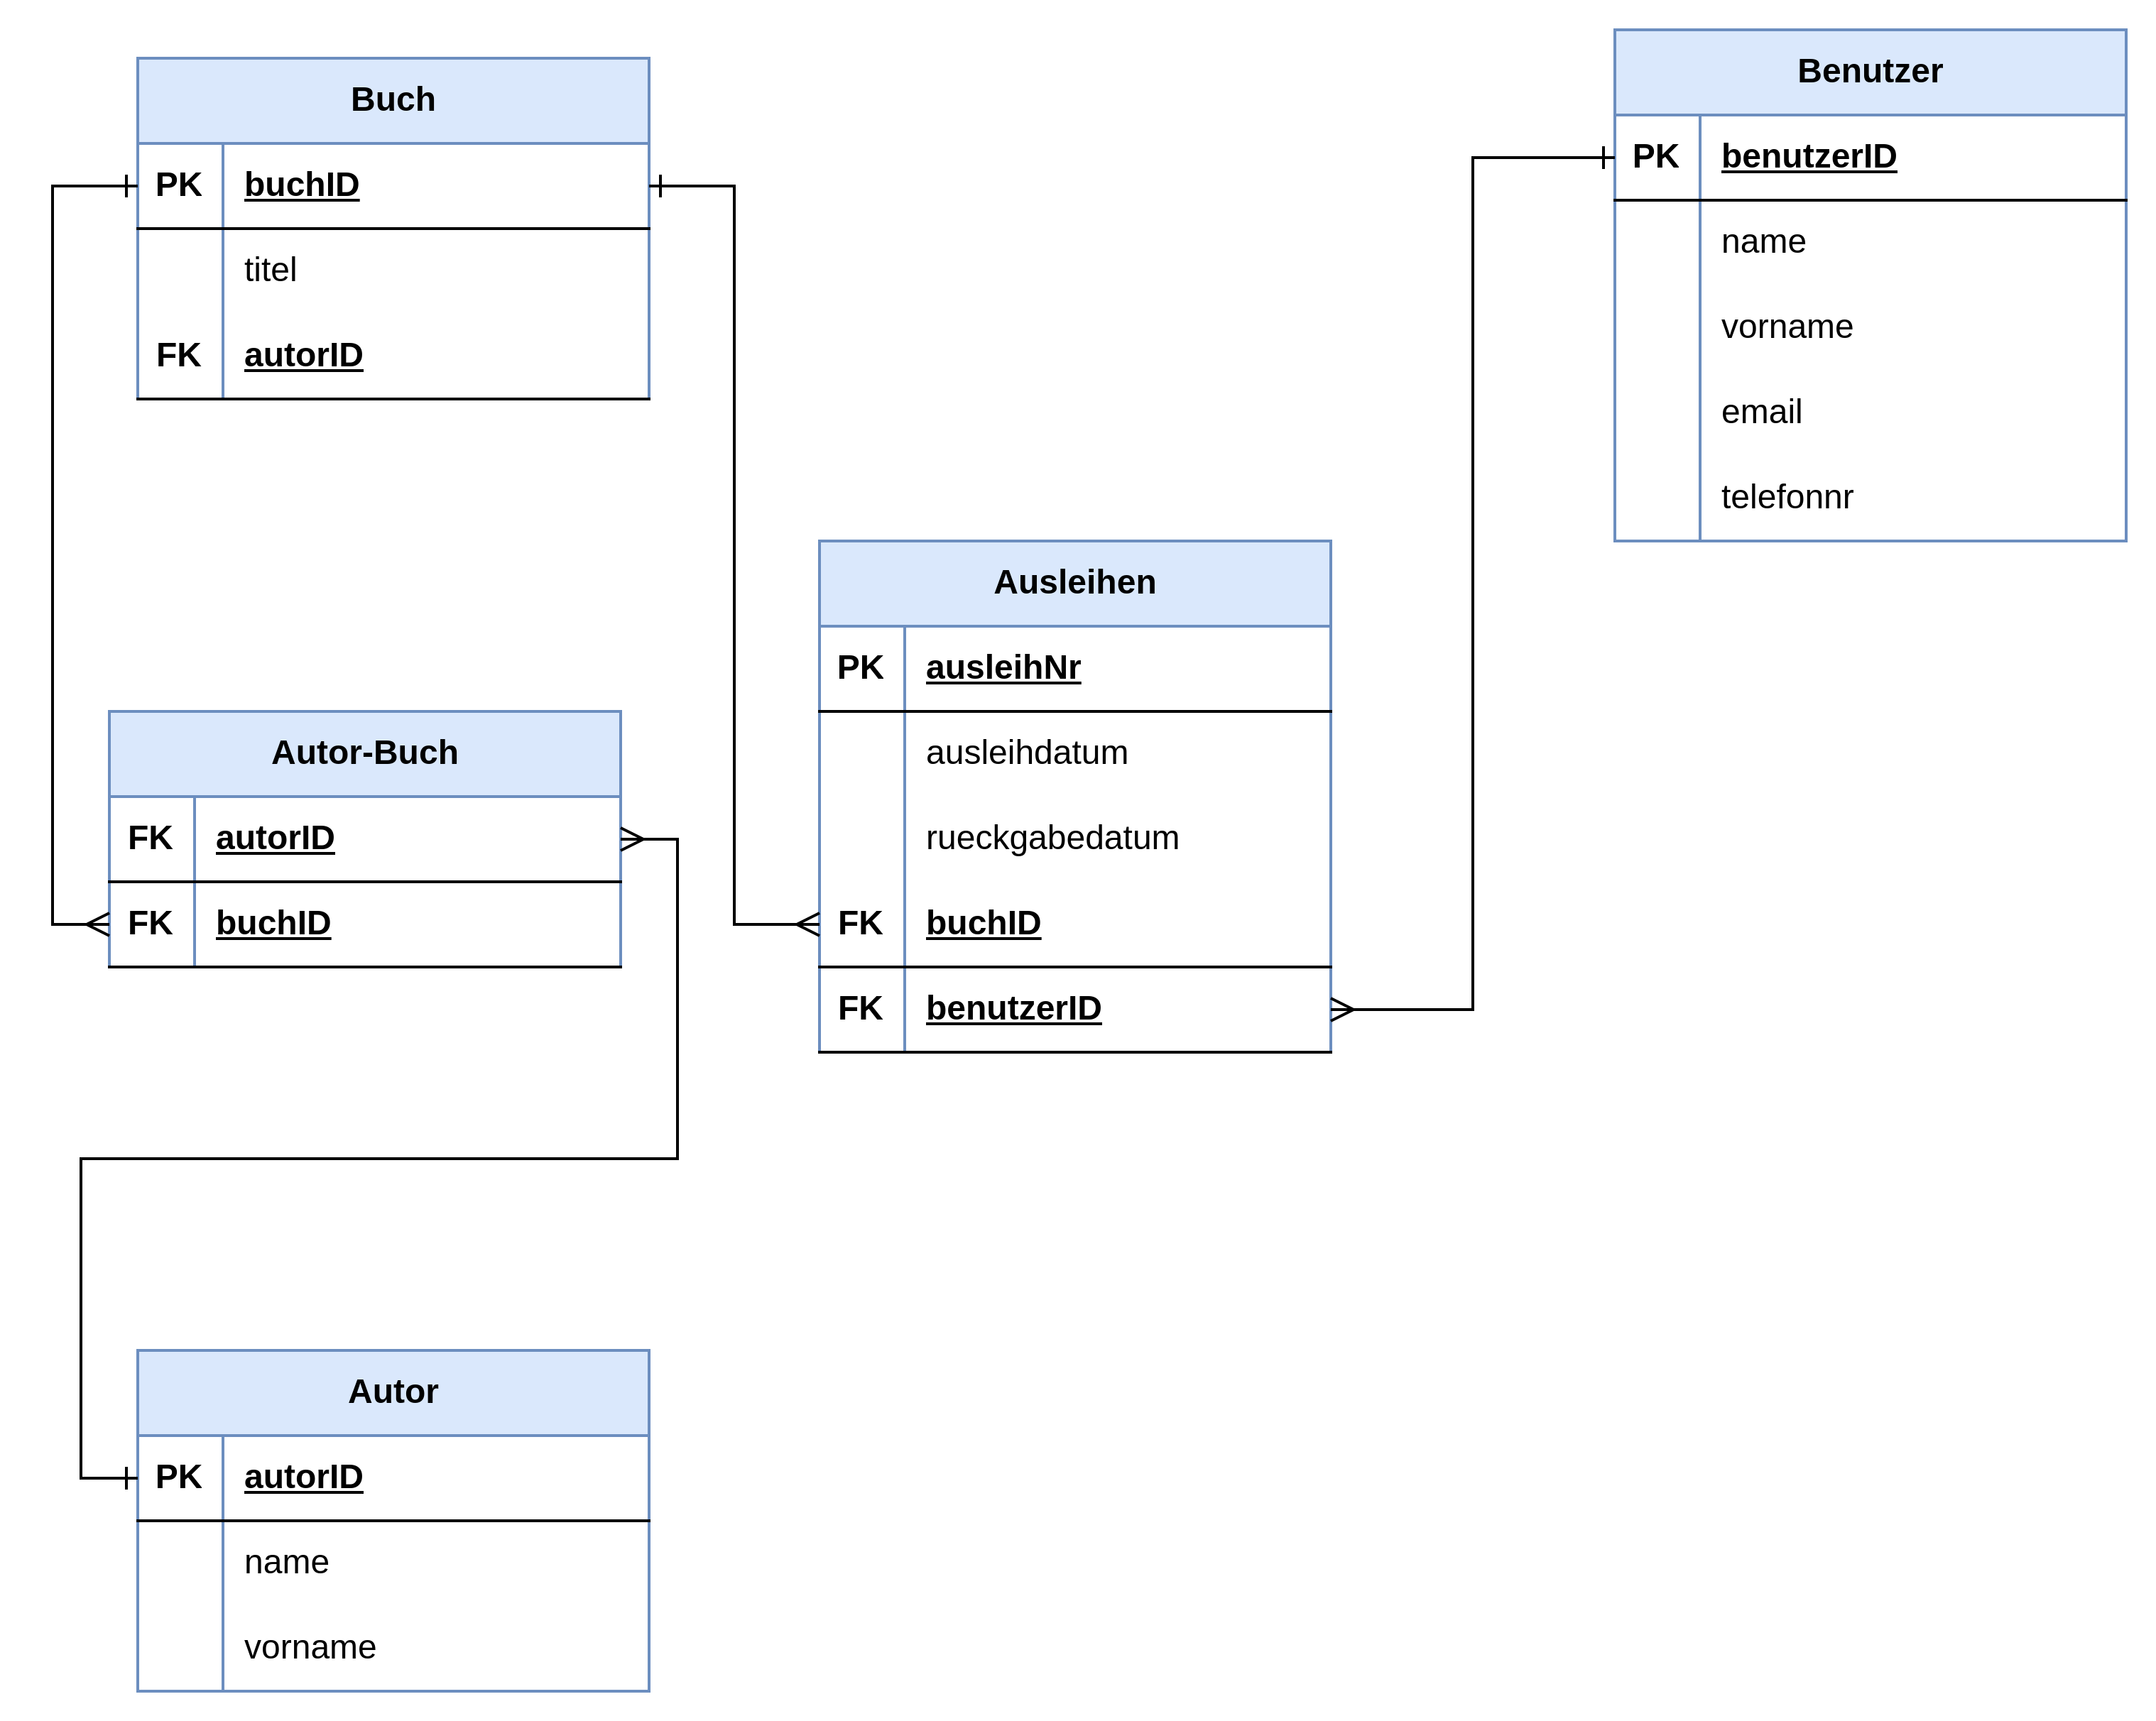 Buch
PK buchID
titel
FK autorID
Benutzer
PK benutzerID
name
vorname
email
telefonnr
Ausleihen
PK ausleihNr
ausleihdatum
rueckgabedatum
FK buchID
FK benutzerID
Autor-Buch
FK autorID
FK buchID
Autor
PK autorID
name
vorname